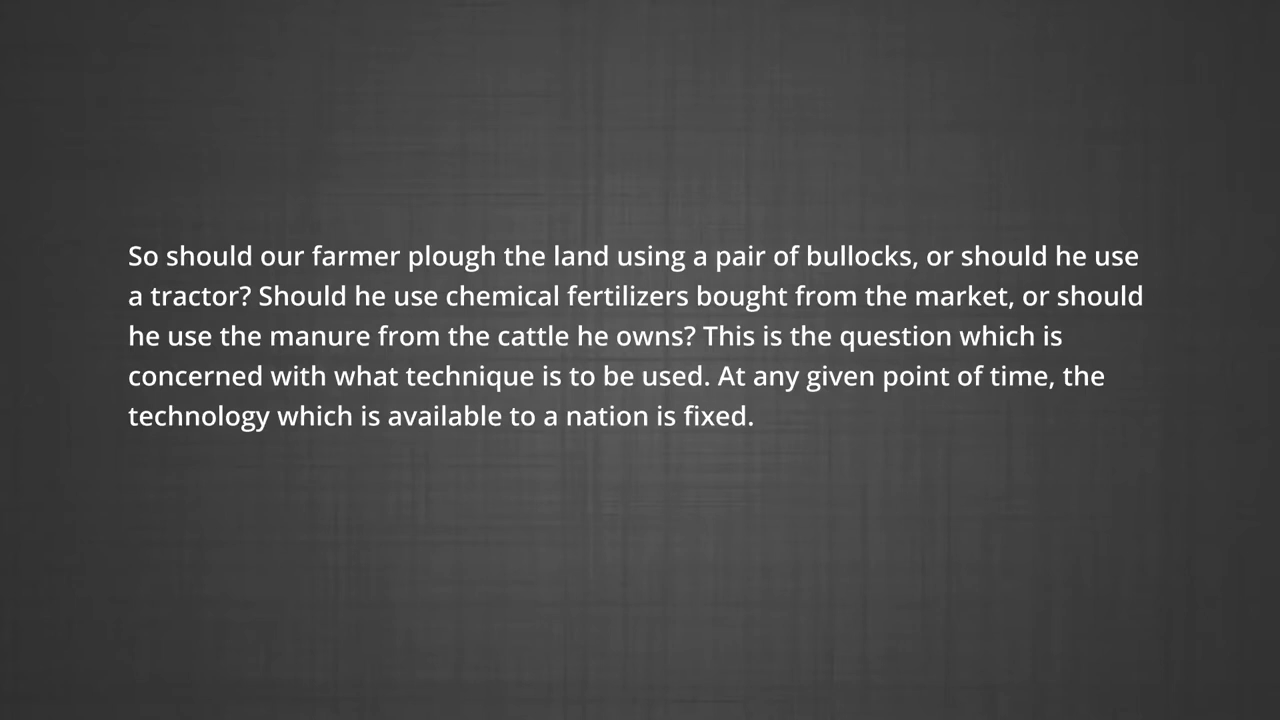 So should our farmer plough the land using a pair of bullocks, or should he use
a tractor? Should he use chemical fertilizers bought from the market, or should
he use the manure from the cattle he owns? This is the question which is
concerned with what technique is to be used. At any given point of time, the
technology which is available to a nation is fixed.